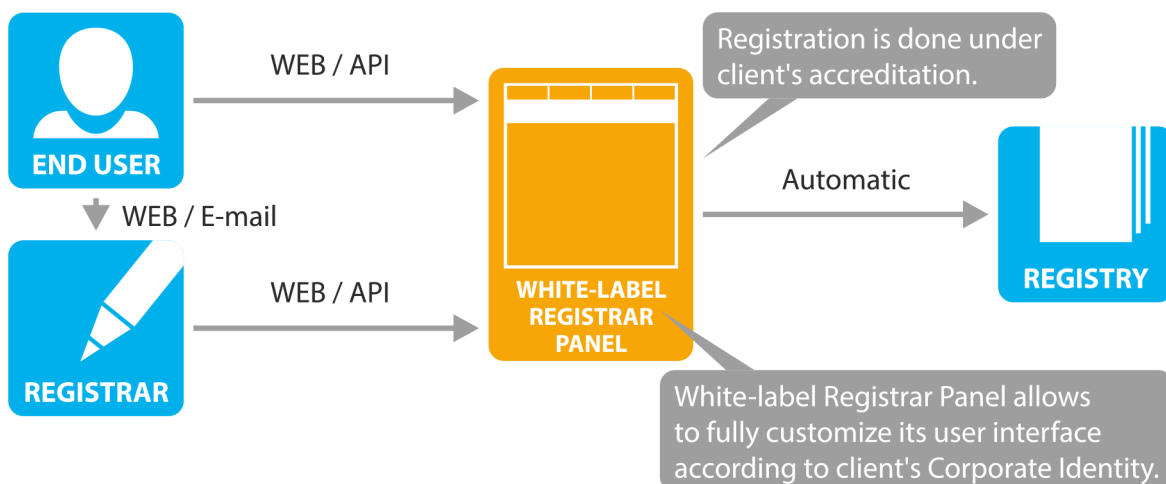 WEB / API
Registration is done under
client's accreditation.
END USER
Automatic
WEB / E-mail
WEB / API
WHITE-LABEL
REGISTRAR
PANEL
REGISTRY
REGISTRAR
White-label Registrar Panel allows
to fully customize its user interface
according to client's Corporate Identity.